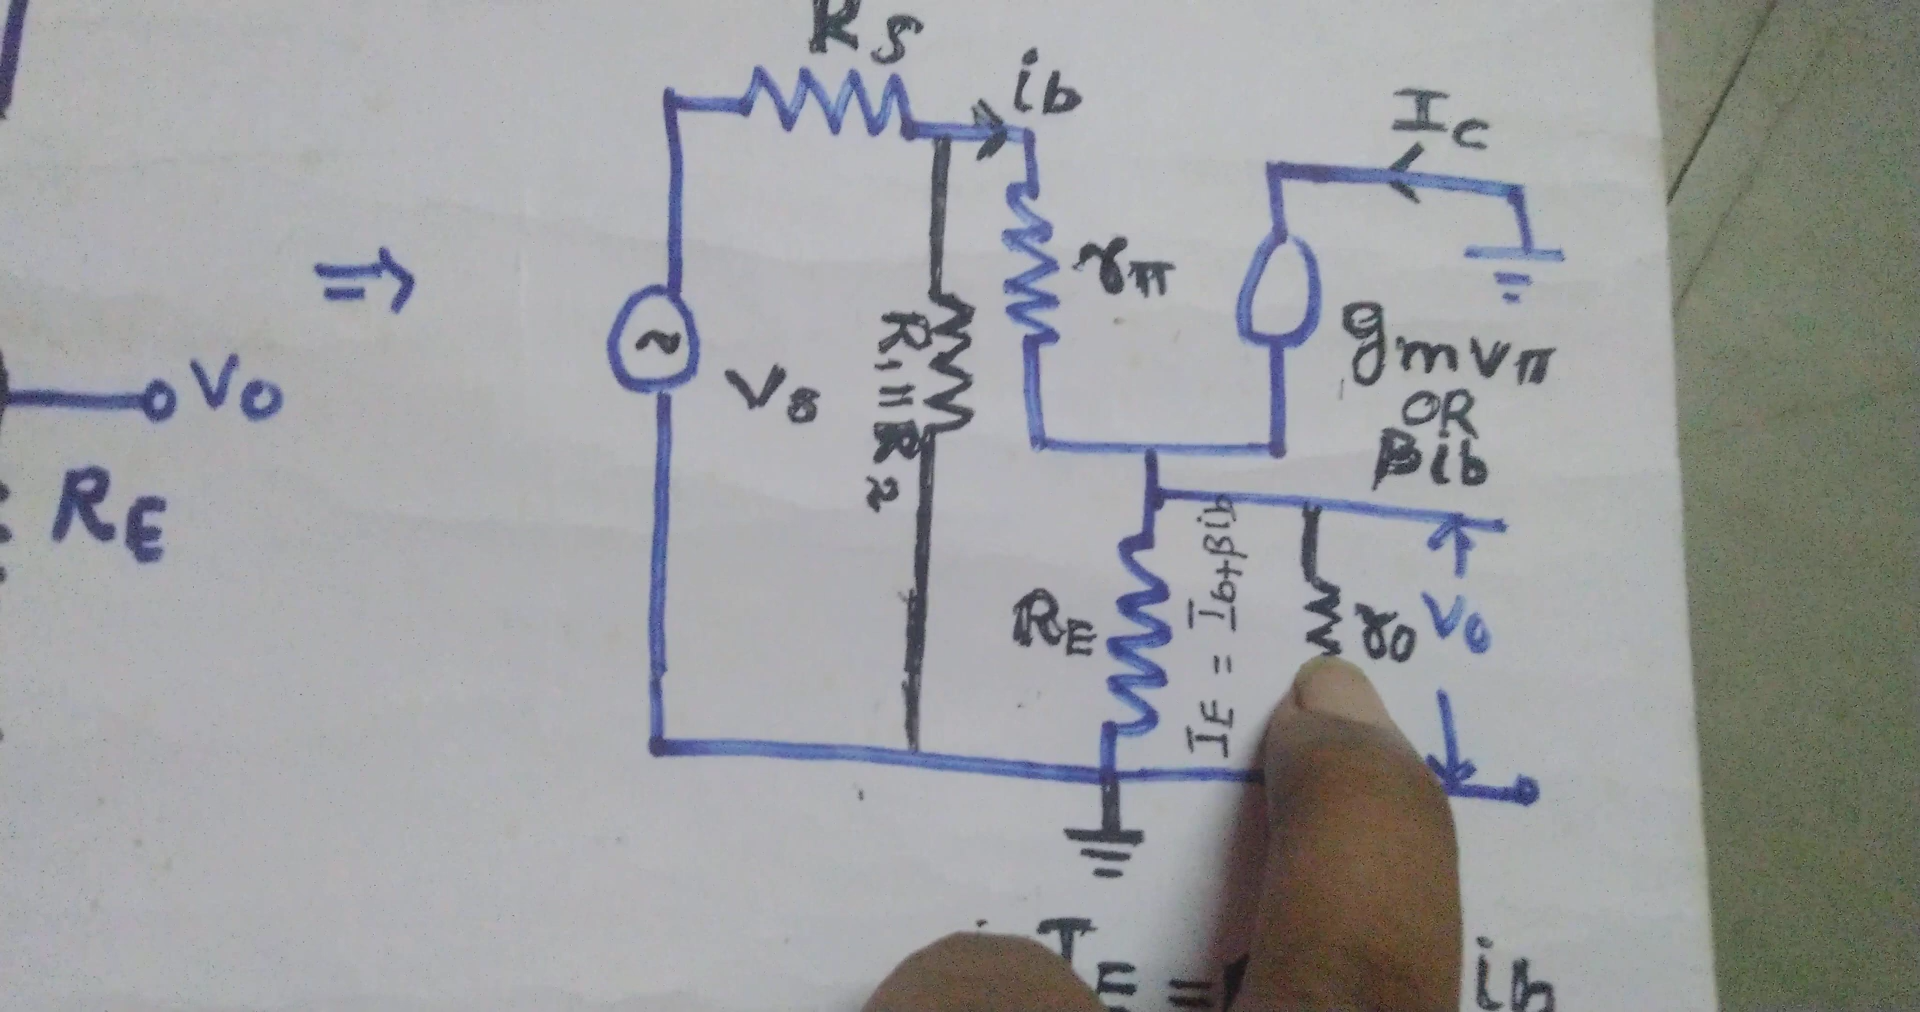 Rs
ib
Ic
rπ
Vo
Vs
R1||R2
gmvπ
OR
βib
RE
RE
IE = Ib+βib
ro
Vo
IE =
ib